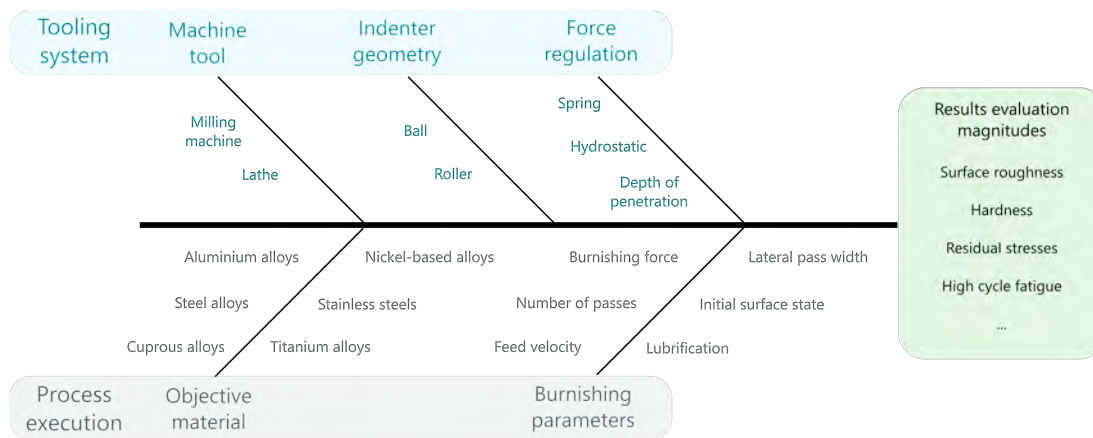 Tooling
system
Machine
tool
Indenter
geometry
Force
regulation
Milling
machine
Lathe
Ball
Roller
Spring
Hydrostatic
Depth of
penetration
Results evaluation
magnitudes
Surface roughness
Hardness
Residual stresses
High cycle fatigue
...
Aluminium alloys
Nickel-based alloys
Steel alloys
Stainless steels
Cuprous alloys
Titanium alloys
Burnishing force
Lateral pass width
Number of passes
Initial surface state
Feed velocity
Lubrification
Process
execution
Objective
material
Burnishing
parameters